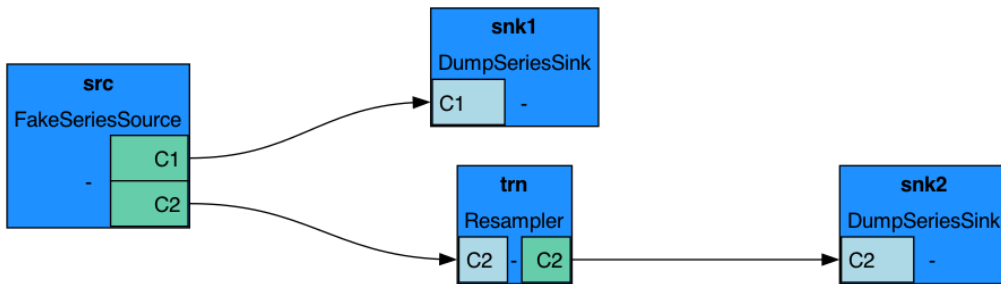 src
FakeSeriesSource
C1
-
C2
snk1
DumpSeriesSink
C1 -
trn
Resampler
C2 - C2
snk2
DumpSeriesSink
C2 -